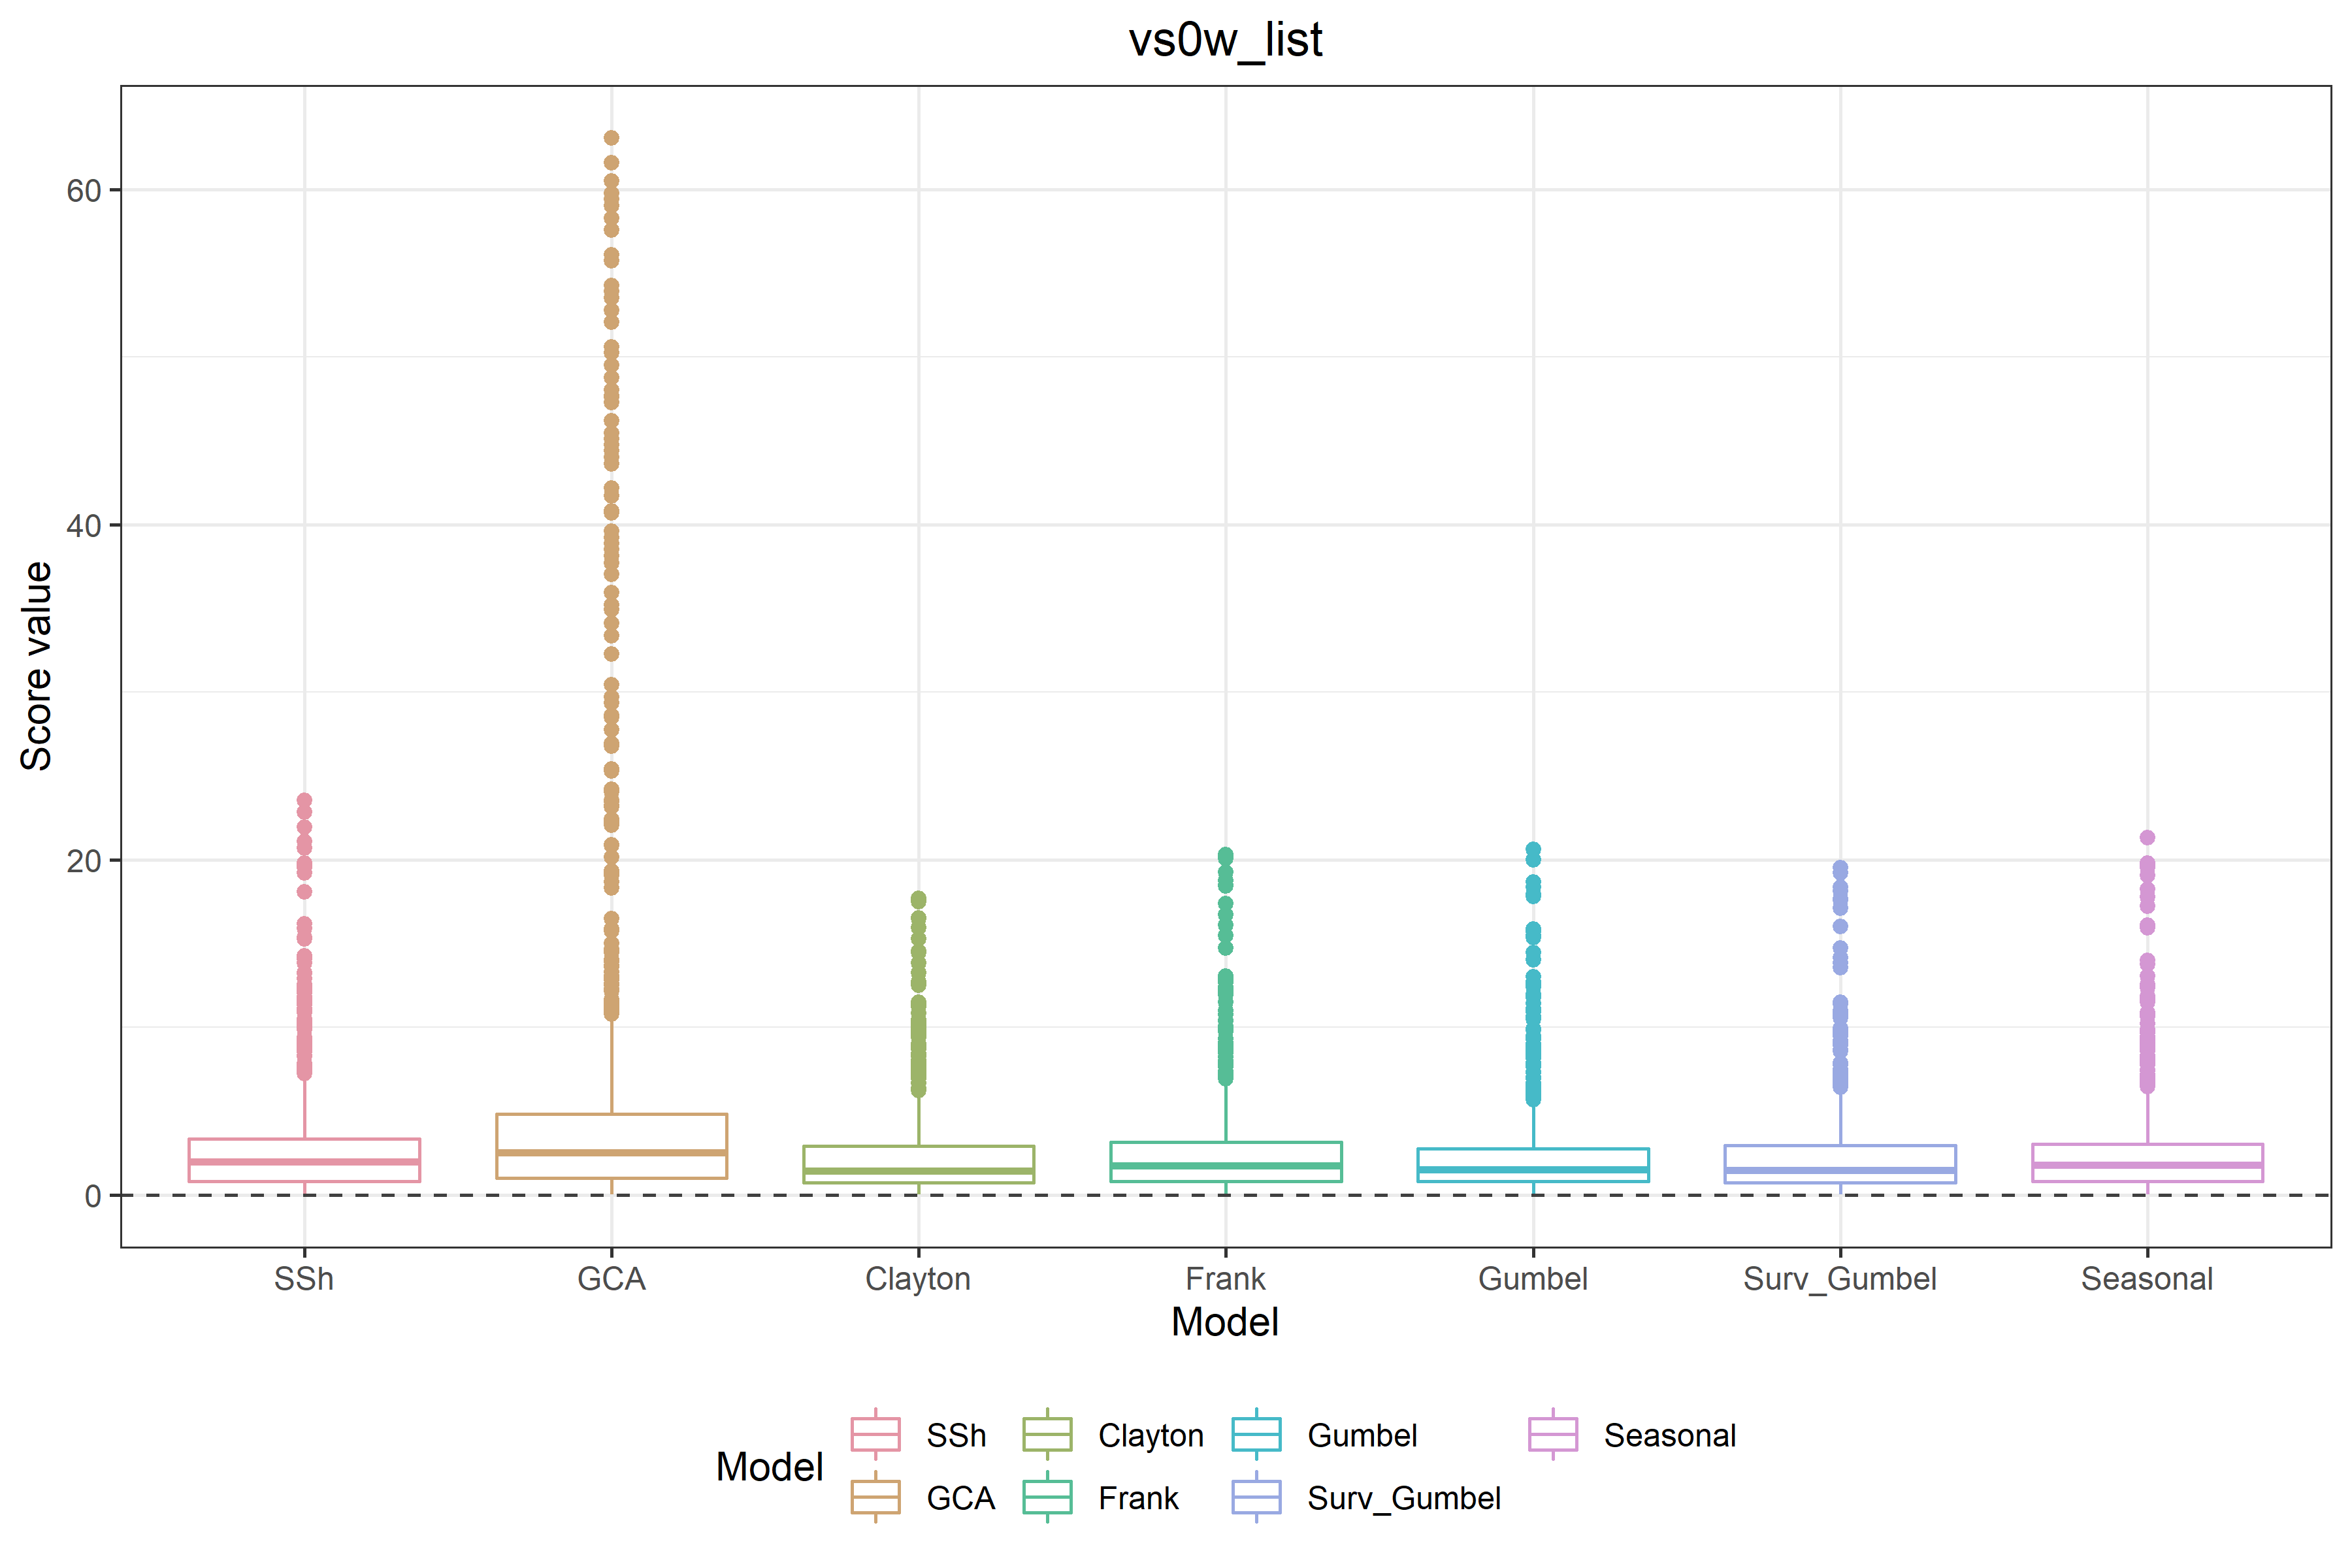 vs0w_list
Score value
60
40
20
0
SSh GCA Clayton Frank Gumbel Surv_Gumbel Seasonal
Model
Model
SSh Clayton Gumbel Seasonal
GCA Frank Surv_Gumbel